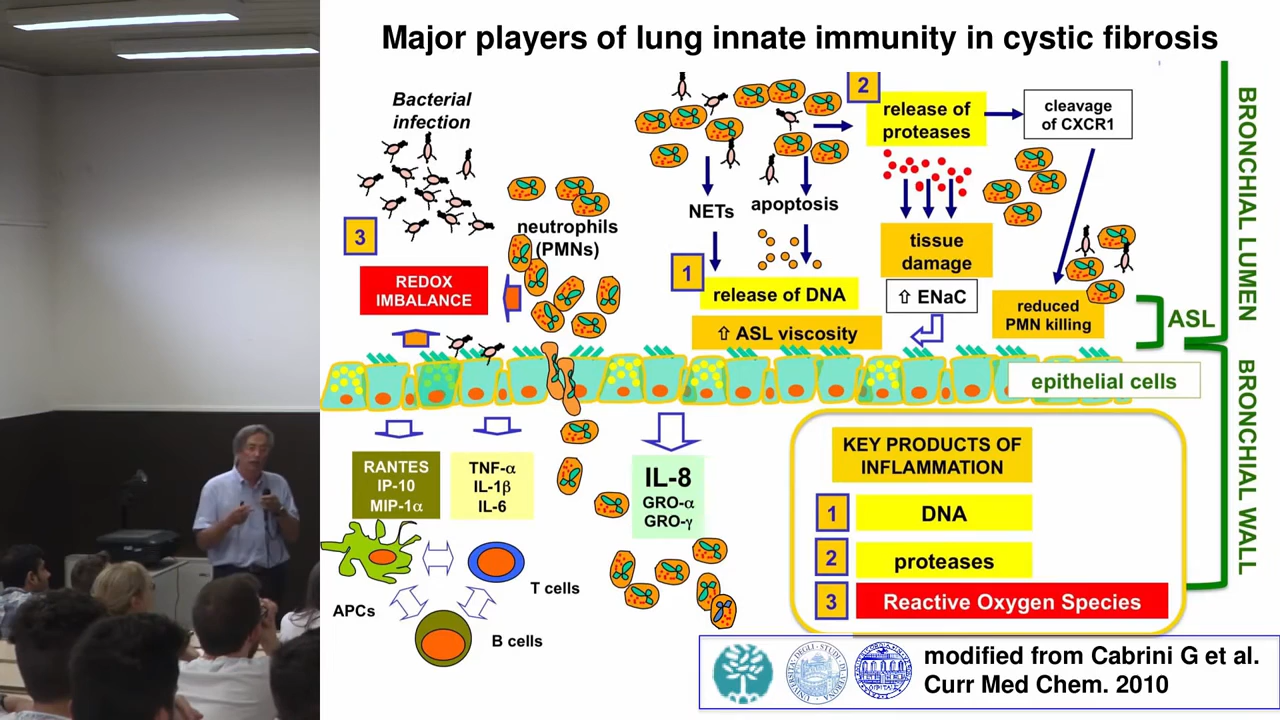 Major players of lung innate immunity in cystic fibrosis
Bacterial
infection
3
REDOX
IMBALANCE
neutrophils
(PMNs)
NETs
apoptosis
1
release of DNA
⇧ ASL viscosity
2
release of
proteases
cleavage
of CXCR1
tissue
damage
⇧ ENaC
reduced
PMN killing
ASL
BRONCHIAL LUMEN
BRONCHIAL WALL
epithelial cells
RANTES
IP-10
MIP-1α
TNF-α
IL-1β
IL-6
IL-8
GRO-α
GRO-γ
APCs
T cells
B cells
KEY PRODUCTS OF
INFLAMMATION
1 DNA
2 proteases
3 Reactive Oxygen Species
modified from Cabrini G et al.
Curr Med Chem. 2010